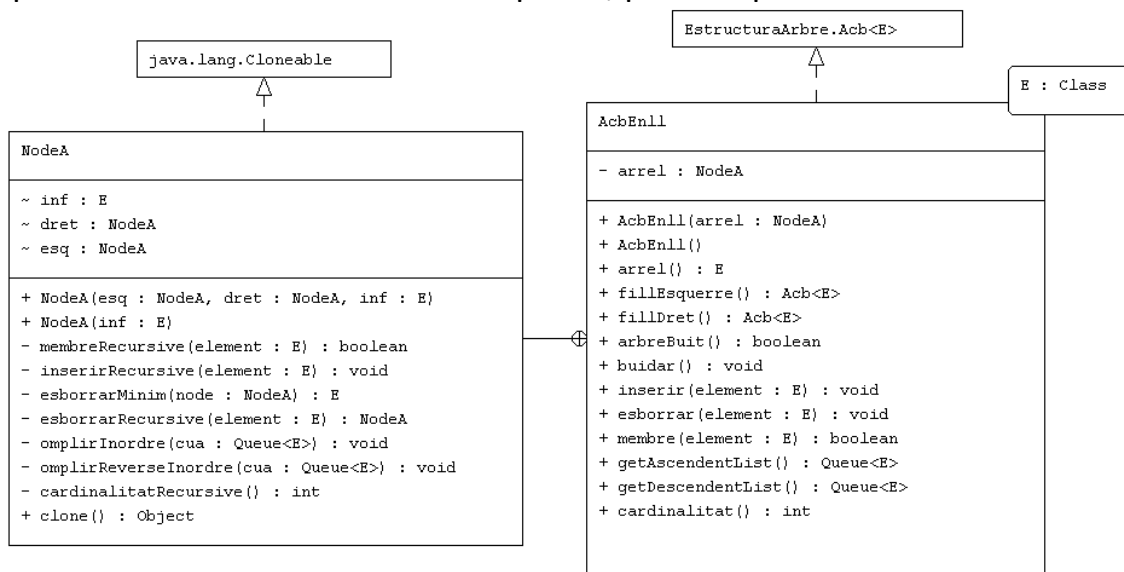 java.lang.Cloneable
NodeA
~ inf : E
~ dret : NodeA
~ esq : NodeA
+ NodeA(esq : NodeA, dret : NodeA, inf : E)
+ NodeA(inf : E)
- membreRecursive(element : E) : boolean
- inserirRecursive(element : E) : void
- esborrarMinim(node : NodeA) : E
- esborrarRecursive(element : E) : NodeA
- omplirInordre(cua : Queue<E>) : void
- omplirReverseInordre(cua : Queue<E>) : void
- cardinalitatRecursive() : int
+ clone() : Object
EstructuraArbre.Acb<E>
E : Class
AcbEnll
- arrel : NodeA
+ AcbEnll(arrel : NodeA)
+ AcbEnll()
+ arrel() : E
+ fillEsquerre() : Acb<E>
+ fillDret() : Acb<E>
+ arbreBuit() : boolean
+ buidar() : void
+ inserir(element : E) : void
+ esborrar(element : E) : void
+ membre(element : E) : boolean
+ getAscendentList() : Queue<E>
+ getDescendentList() : Queue<E>
+ cardinalitat() : int